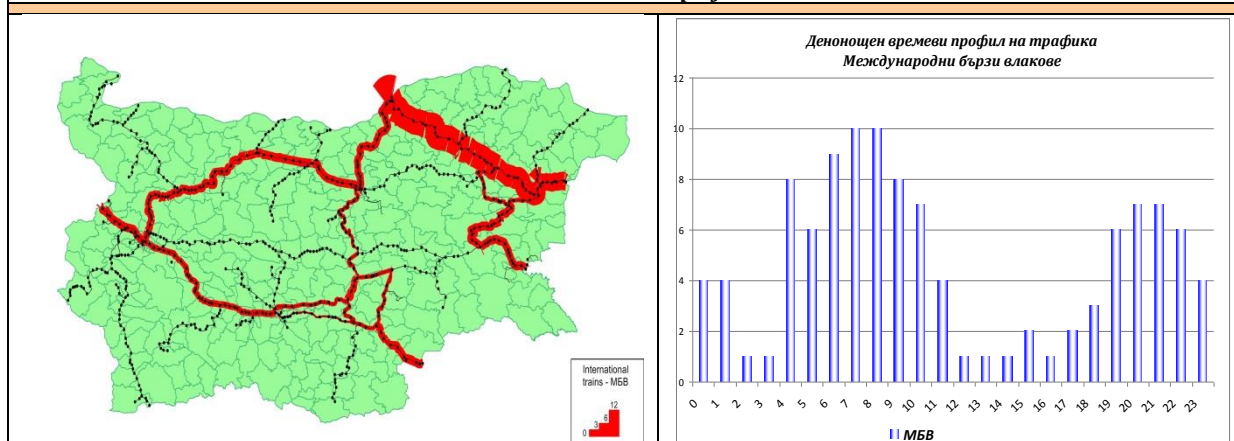 International
trains - МБВ
12
6
3
0
Денонощен времеви профил на трафика
Международни бързи влакове
12
10
8
6
4
2
0
0 1 2 3 4 5 6 7 8 9 10 11 12 13 14 15 16 17 18 19 20 21 22 23
МБВ